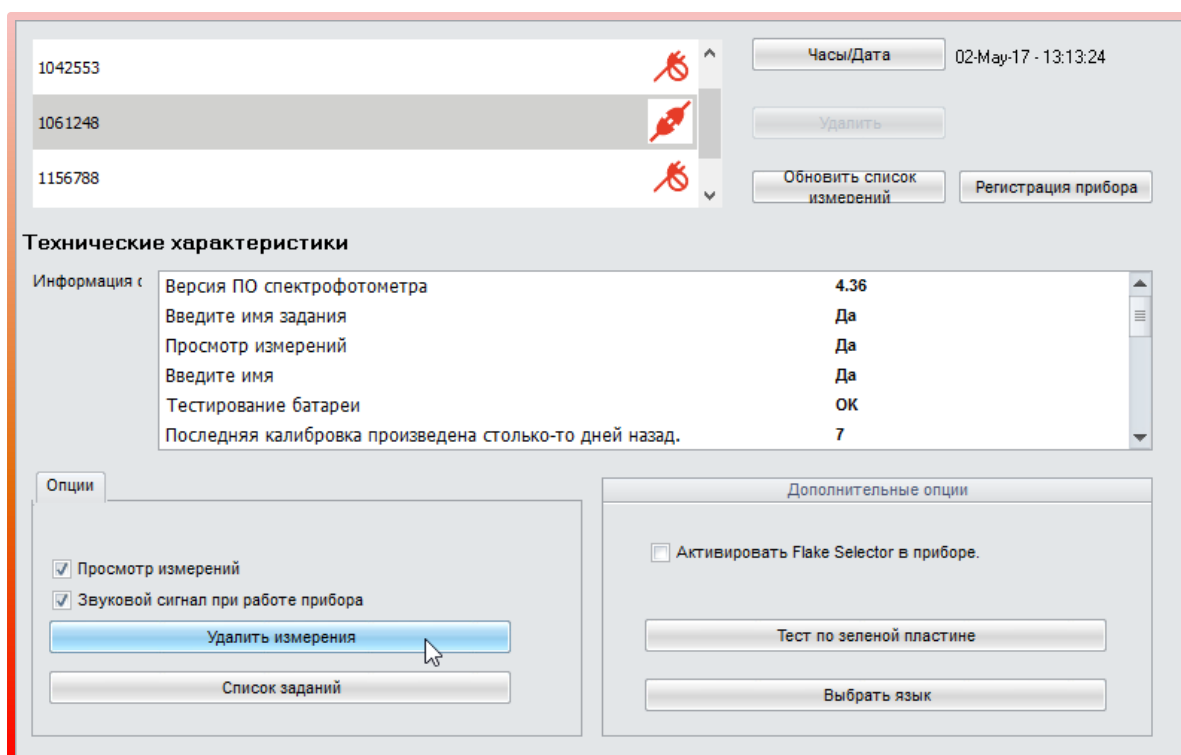 1042553
Часы/Дата
02-May-17 - 13:13:24
1061248
Удалить
1156788
Обновить список
измерений
Регистрация прибора
Технические характеристики
Информация с
Версия ПО спектрофотометра 4.36
Введите имя задания Да
Просмотр измерений Да
Введите имя Да
Тестирование батареи OK
Последняя калибровка произведена столько-то дней назад. 7
Опции
Просмотр измерений
Звуковой сигнал при работе прибора
Удалить измерения
Список заданий
Дополнительные опции
Активировать Flake Selector в приборе.
Тест по зеленой пластине
Выбрать язык